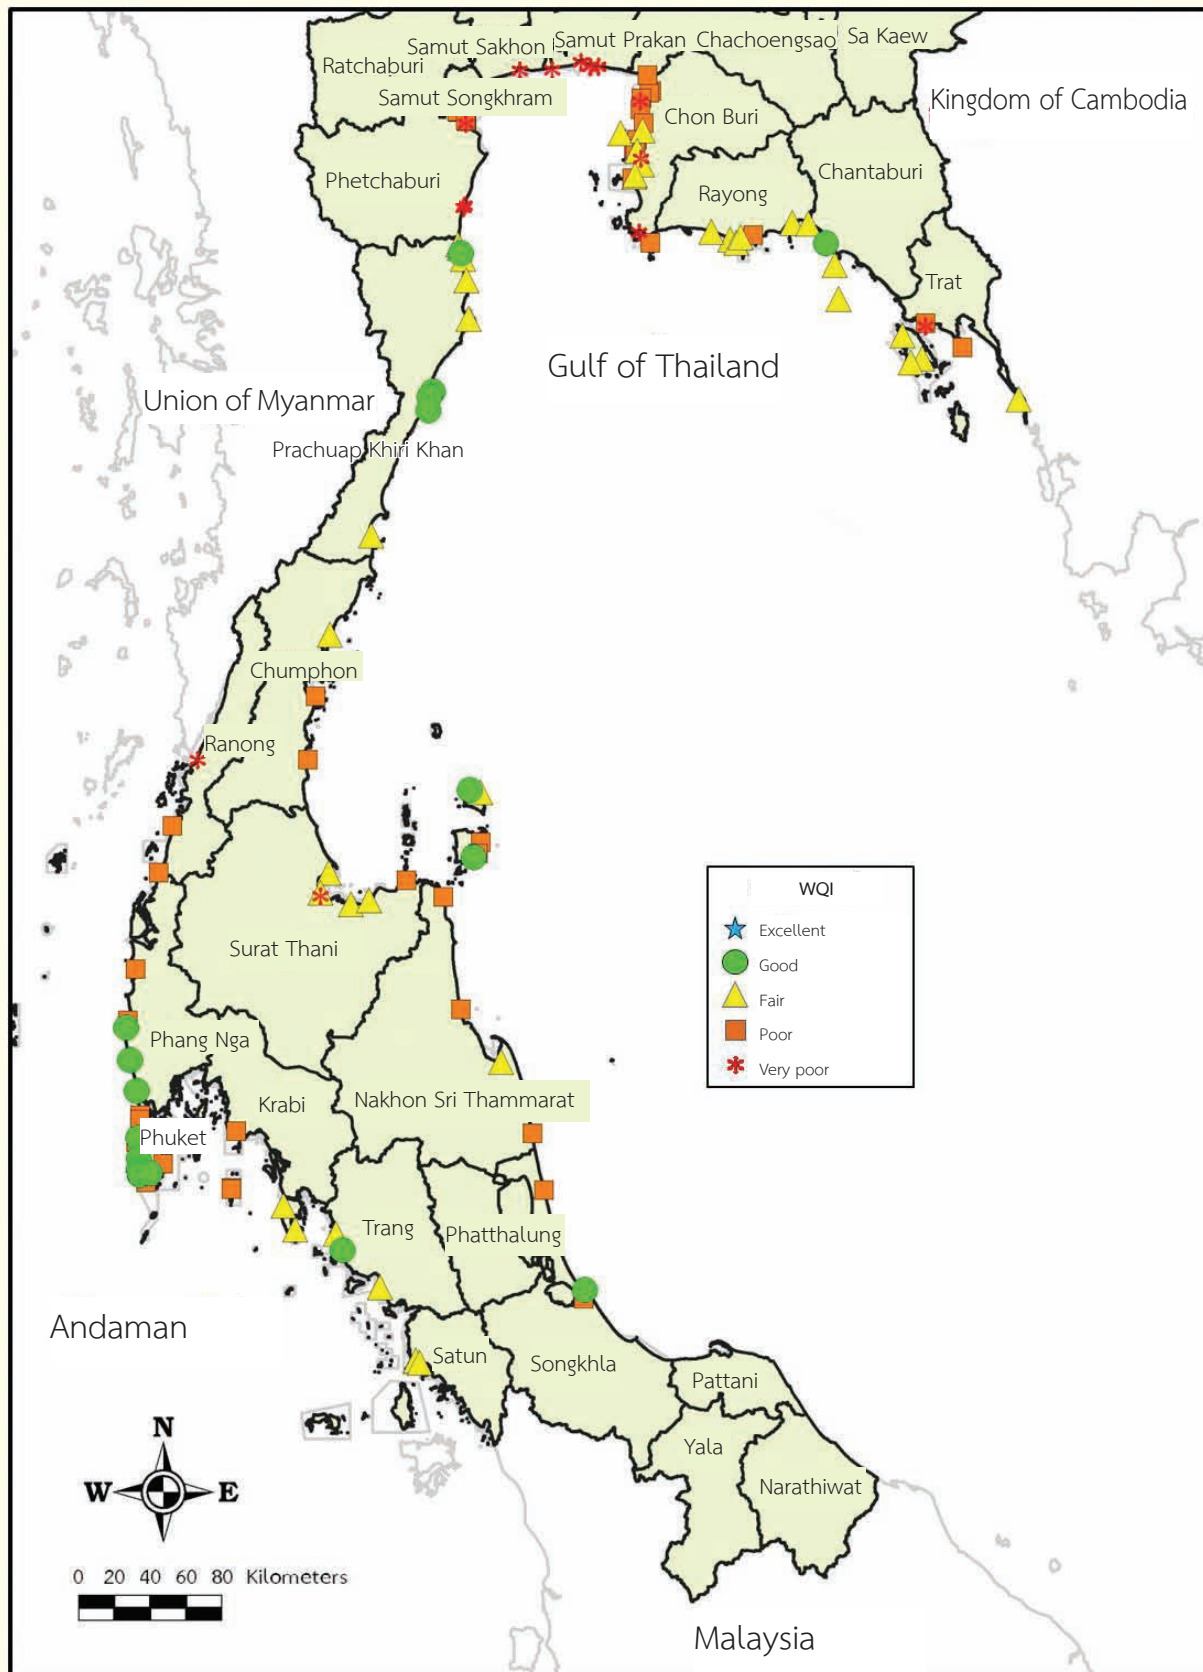 Samut Sakhon
Samut Prakan
Chachoengsao
Sa Kaew
Ratchaburi
Samut Songkhram
Kingdom of Cambodia
Chon Buri
Phetchaburi
Rayong
Chantaburi
Trat
Gulf of Thailand
Union of Myanmar
Prachuap Khiri Khan
Chumphon
Ranong
WQI
Excellent
Good
Fair
Poor
Very poor
Surat Thani
Phang Nga
Krabi
Nakhon Sri Thammarat
Phuket
Trang
Phatthalung
Andaman
Satun
Songkhla
Pattani
Yala
Narathiwat
N
W E
S
0 20 40 60 80 Kilometers
Malaysia